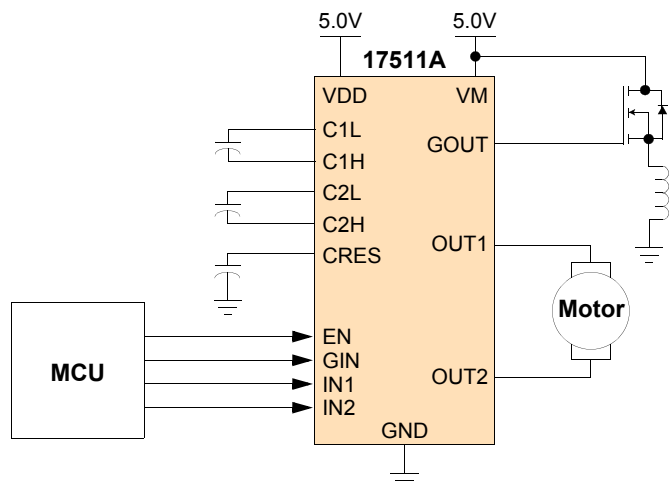 5.0V
5.0V
17511A
VDD
VM
C1L
GOUT
C1H
C2L
C2H
OUT1
CRES
Motor
MCU
EN
GIN
IN1
OUT2
IN2
GND